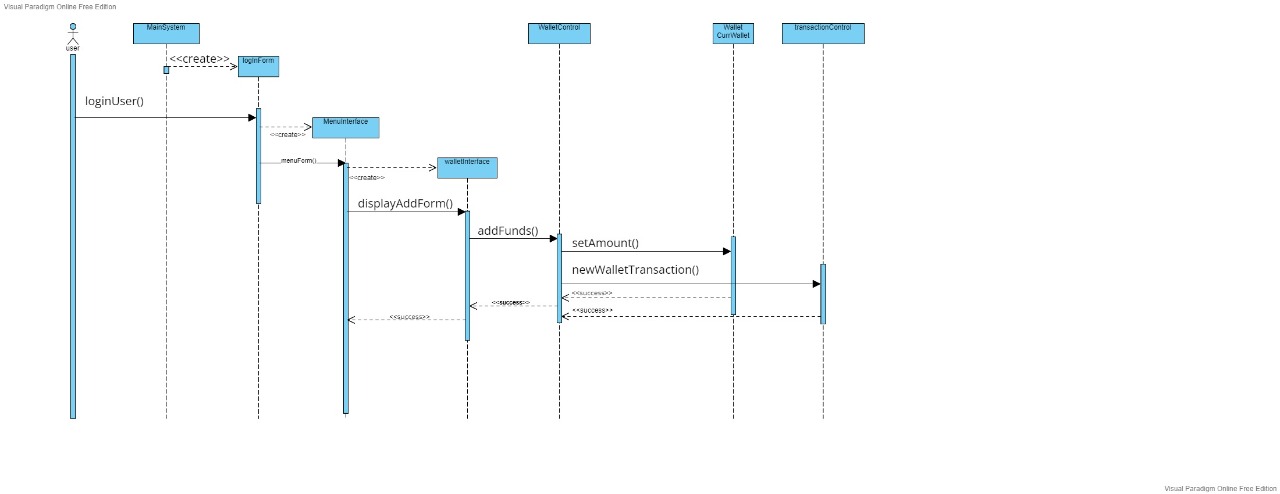 Visual Paradigm Online Free Edition
user
MainSystem
WalletControl
Wallet
CurrWallet
transactionControl
<<create>>
logInForm
loginUser()
MenuInterface
<<create>>
menuForm()
walletInterface
<<create>>
displayAddForm()
addFunds()
setAmount()
newWalletTransaction()
<<success>>
<<success>>
<<success>>
<<success>>
Visual Paradigm Online Free Edition